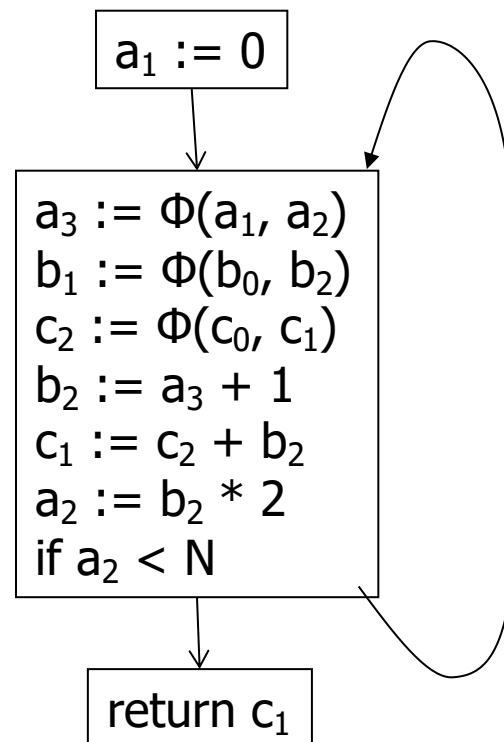 a₁ := 0
a₃ := Φ(a₁, a₂)
b₁ := Φ(b₀, b₂)
c₂ := Φ(c₀, c₁)
b₂ := a₃ + 1
c₁ := c₂ + b₂
a₂ := b₂ * 2
if a₂ < N
return c₁